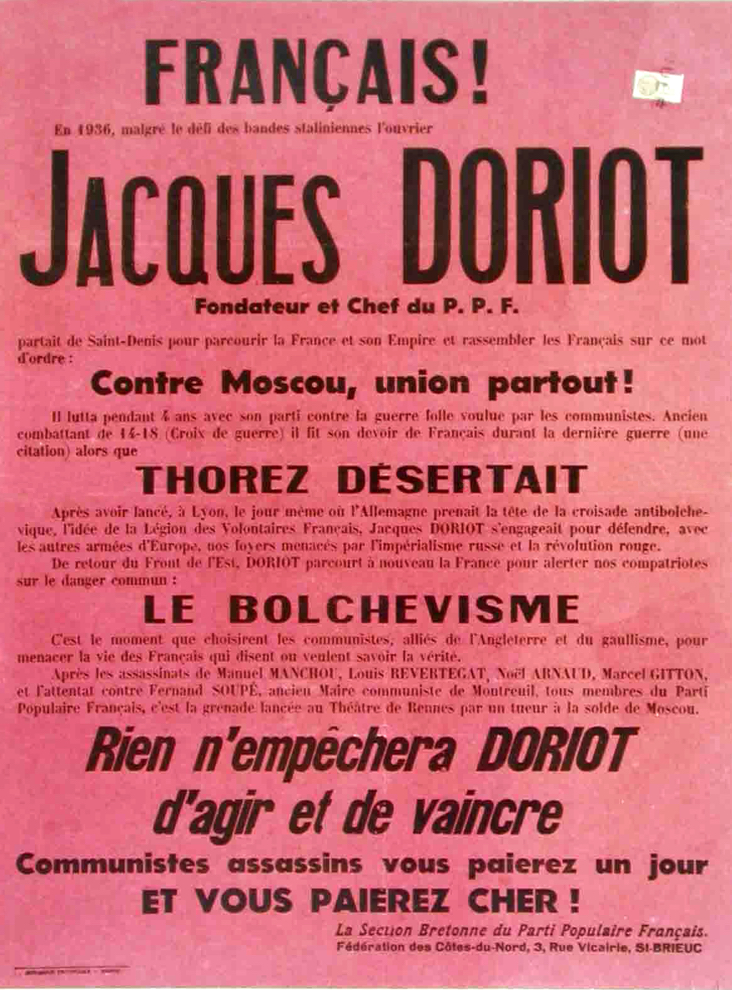 FRANÇAIS!
En 1936, malgré le défi des bandes staliniennes l'ouvrier
JACQUES DORIOT
Fondateur et Chef du P. P. F.
partait de Saint-Denis pour parcourir la France et son Empire et rassembler les Français sur ce mot
d'ordre :
Contre Moscou, union partout!
Il lutta pendant 4 ans avec son parti contre la guerre folle voulue par les communistes. Ancien
combattant de 14-18 (Croix de guerre) il fit son devoir de Français durant la dernière guerre (une
citation) alors que
THOREZ DÉSERTAIT
Après avoir lancé, à Lyon, le jour même où l'Allemagne prenait la tête de la croisade antibolche-
vique, l'idée de la Légion des Volontaires Français, Jacques DORIOT s'engageait pour défendre, avec
les autres armées d'Europe, nos foyers menacés par l'impérialisme russe et la révolution rouge.
De retour du Front de l'Est, DORIOT parcourt à nouveau la France pour alerter nos compatriotes
sur le danger commun :
LE BOLCHEVISME
C'est le moment que choisirent les communistes, alliés de l'Angleterre et du gaullisme, pour
menacer la vie des Français qui disent ou veulent savoir la vérité.
Après les assassinats de Manuel MANCHOU, Louis REVERTEGAT, Noël ARNAUD, Marcel GITTON,
et l'attentat contre Fernand SOUPÉ, ancien Maire communiste de Montreuil, tous membres du Parti
Populaire Français, c'est la grenade lancée au Théâtre de Rennes par un tueur à la solde de Moscou.
Rien n'empêchera DORIOT
d'agir et de vaincre
Communistes assassins vous paierez un jour
ET VOUS PAIEREZ CHER !
La Section Bretonne du Parti Populaire Français.
Fédération des Côtes-du-Nord, 3, Rue Vicairie, St-BRIEUC